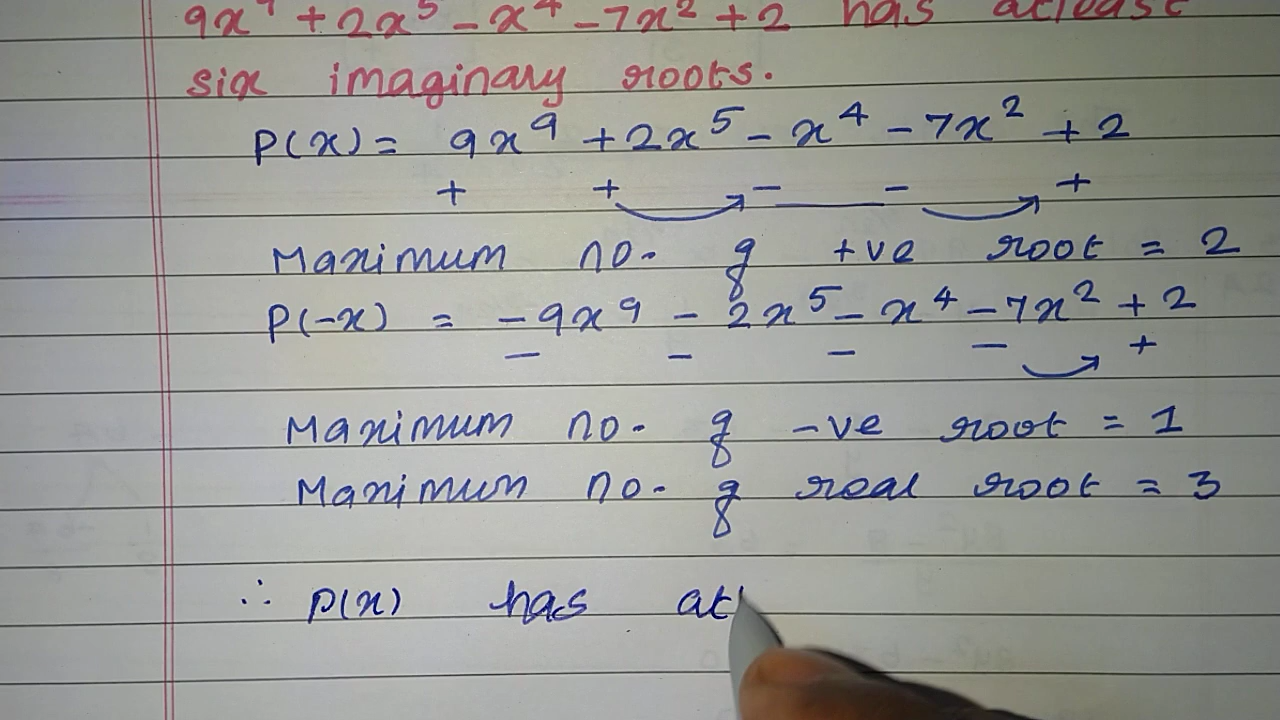 9x⁹ + 2x⁵ - x⁴ - 7x² + 2 has atleast
six imaginary roots.
P(x) = 9x⁹ + 2x⁵ - x⁴ - 7x² + 2
+ + - - +
Maximum no. of +ve root = 2
P(-x) = -9x⁹ - 2x⁵ - x⁴ - 7x² + 2
- - - - +
Maximum no. of -ve root = 1
Maximum no. of real root = 3
∴ P(x) has at